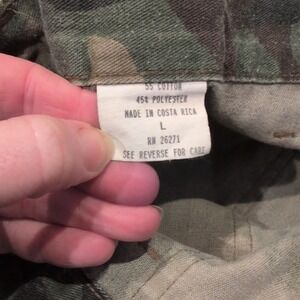 55 COTTON
45% POLYESTER
MADE IN COSTA RICA
L
RN 26271
SEE REVERSE FOR CARE